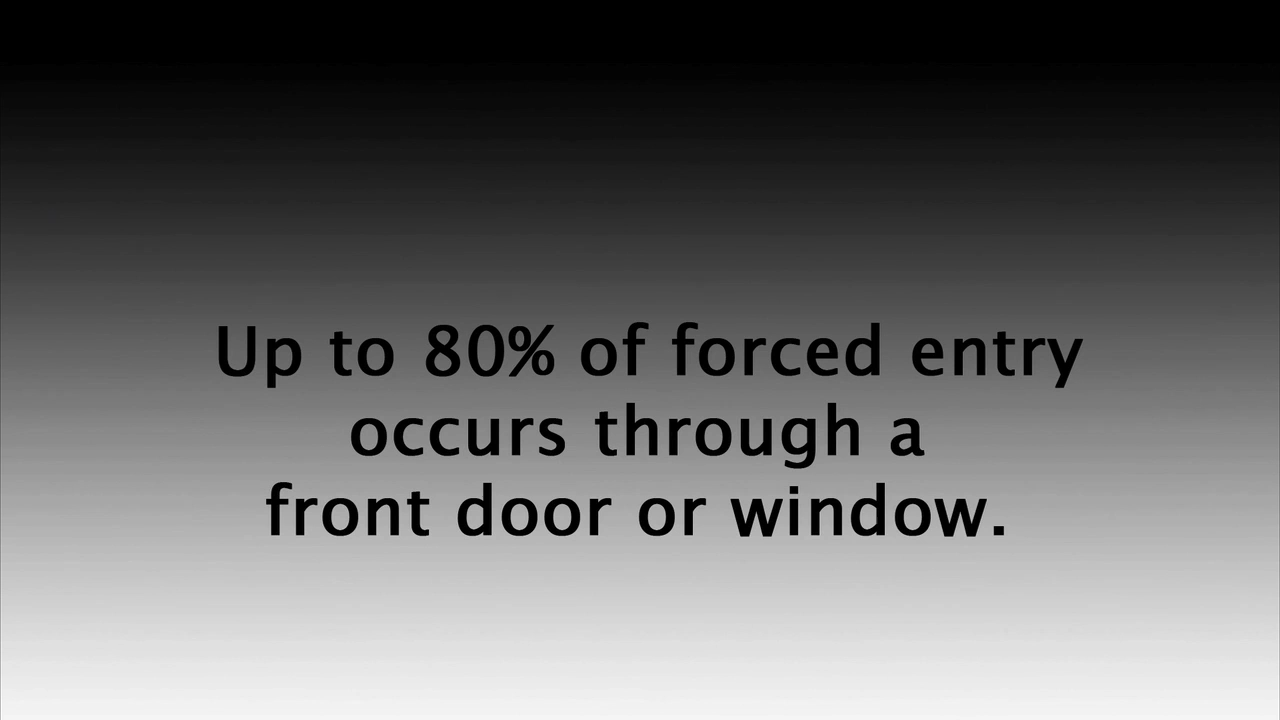 Up to 80% of forced entry
occurs through a
front door or window.